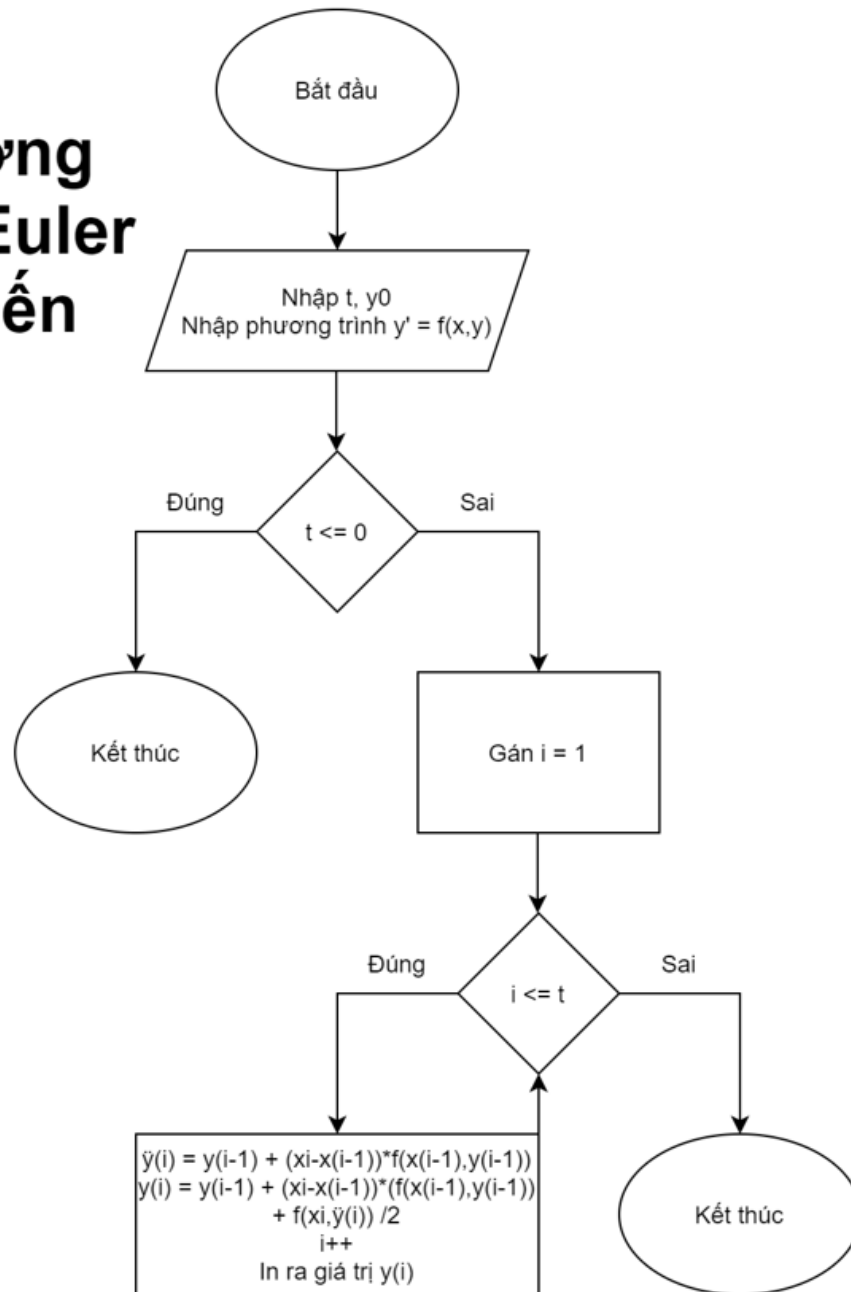 ơng
Euler
ến
Bắt đầu
Nhập t, y0
Nhập phương trình y' = f(x,y)
Đúng
Sai
t <= 0
Kết thúc
Gán i = 1
Đúng
Sai
i <= t
ÿ(i) = y(i-1) + (xi-x(i-1))*f(x(i-1),y(i-1))
y(i) = y(i-1) + (xi-x(i-1))*(f(x(i-1),y(i-1))
+ f(xi,ÿ(i)) /2
i++
In ra giá trị y(i)
Kết thúc